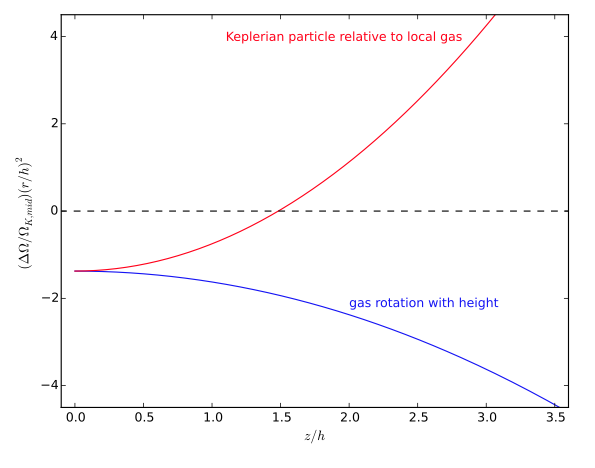 Keplerian particle relative to local gas
4
2
0
−2
−4
(ΔΩ/Ω_{K,mid})(r/h)^2
gas rotation with height
0.0 0.5 1.0 1.5 2.0 2.5 3.0 3.5
z/h